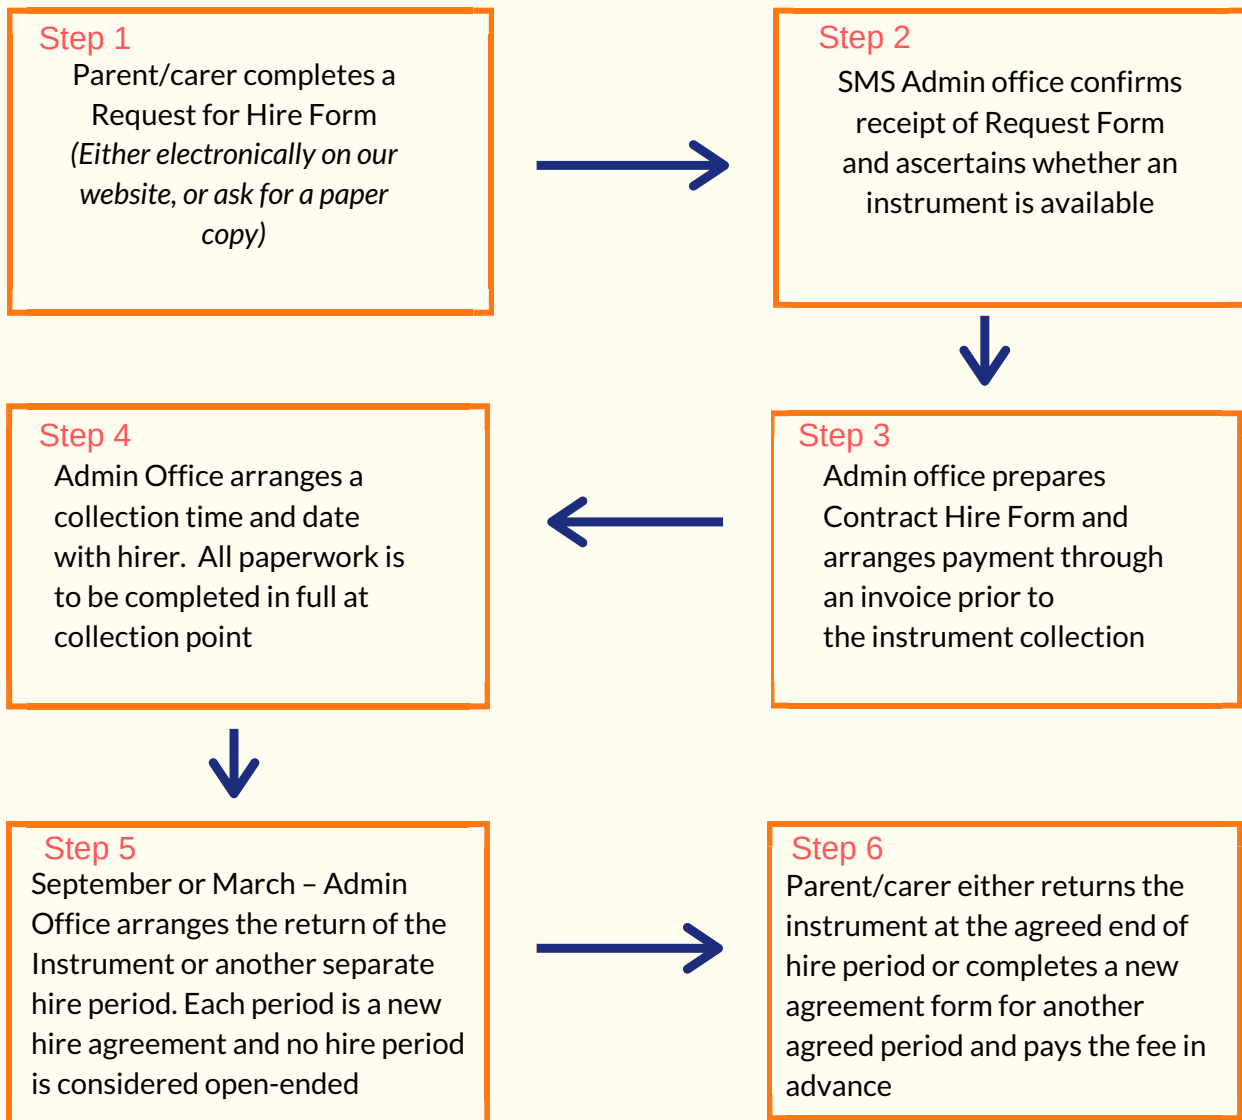 Step 1
Parent/carer completes a
Request for Hire Form
(Either electronically on our
website, or ask for a paper
copy)
Step 2
SMS Admin office confirms
receipt of Request Form
and ascertains whether an
instrument is available
Step 3
Admin office prepares
Contract Hire Form and
arranges payment through
an invoice prior to
the instrument collection
Step 4
Admin Office arranges a
collection time and date
with hirer.  All paperwork is
to be completed in full at
collection point
Step 5
September or March – Admin
Office arranges the return of the
Instrument or another separate
hire period. Each period is a new
hire agreement and no hire period
is considered open-ended
Step 6
Parent/carer either returns the
instrument at the agreed end of
hire period or completes a new
agreement form for another
agreed period and pays the fee in
advance